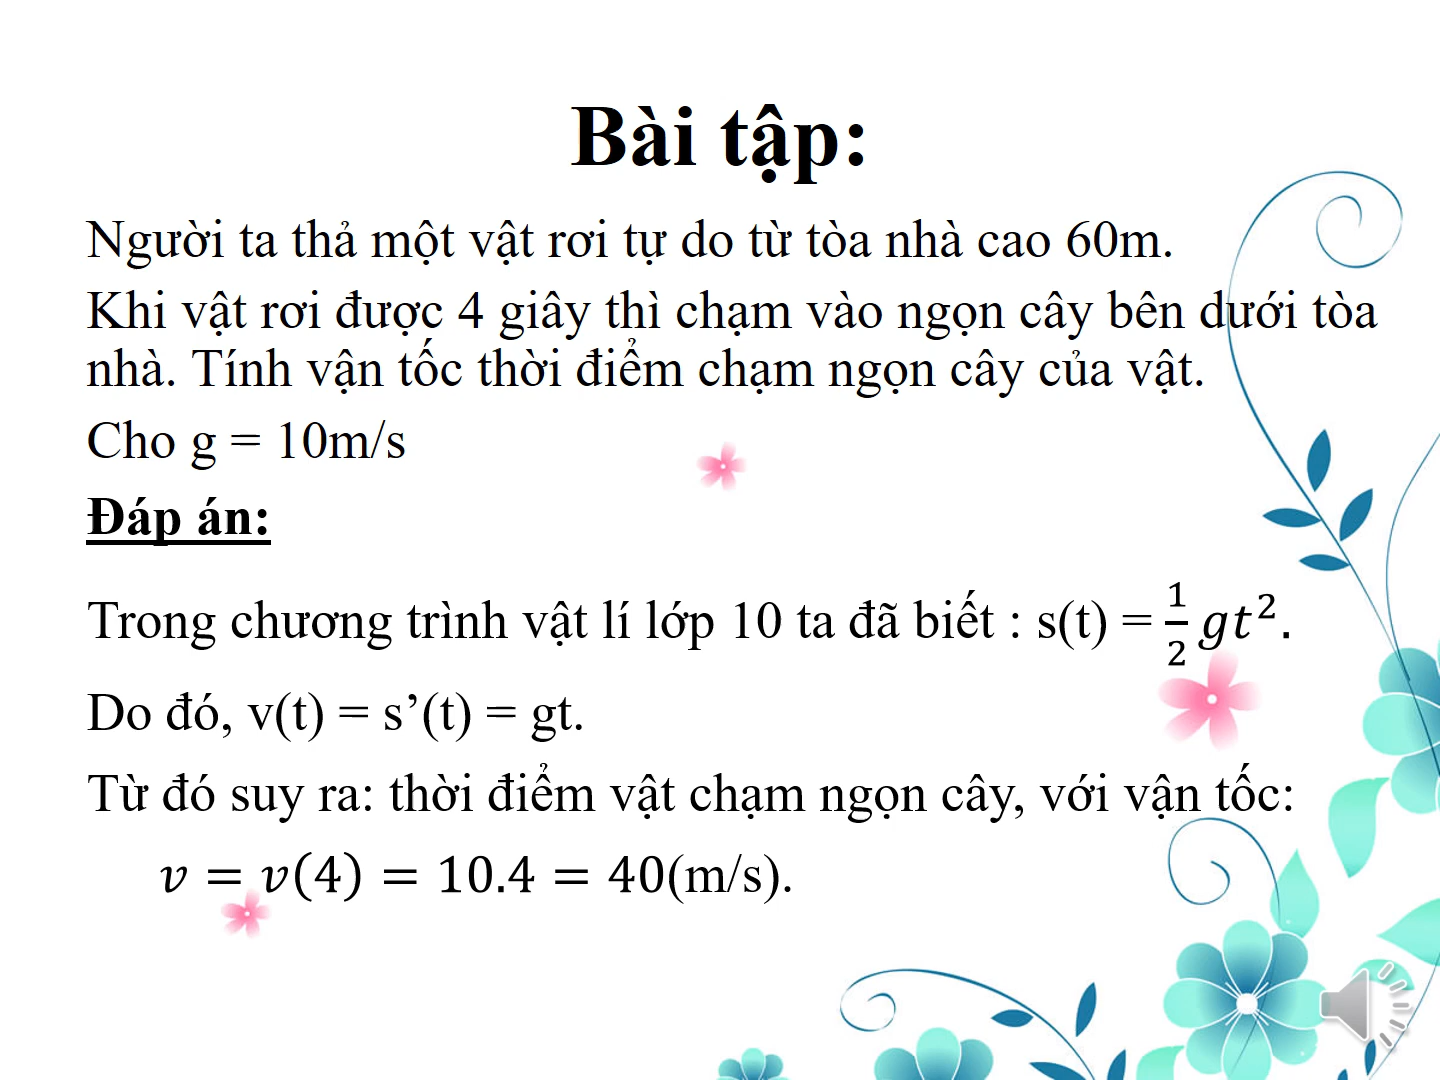 Bài tập:
Người ta thả một vật rơi tự do từ tòa nhà cao 60m.
Khi vật rơi được 4 giây thì chạm vào ngọn cây bên dưới tòa
nhà. Tính vận tốc thời điểm chạm ngọn cây của vật.
Cho g = 10m/s
Đáp án:
Trong chương trình vật lí lớp 10 ta đã biết : s(t) = 1/2 gt².
Do đó, v(t) = s’(t) = gt.
Từ đó suy ra: thời điểm vật chạm ngọn cây, với vận tốc:
v = v(4) = 10.4 = 40(m/s).